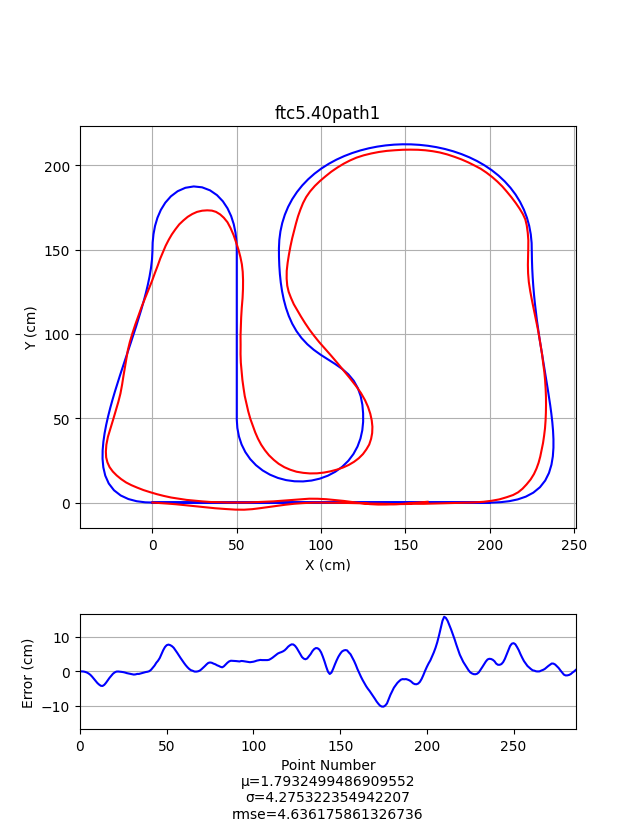 ftc5.40path1
200
150
100
50
0
Y (cm)
0 50 100 150 200 250
X (cm)
10
0
−10
Error (cm)
0 50 100 150 200 250
Point Number
μ=1.7932499486909552
σ=4.275322354942207
rmse=4.636175861326736